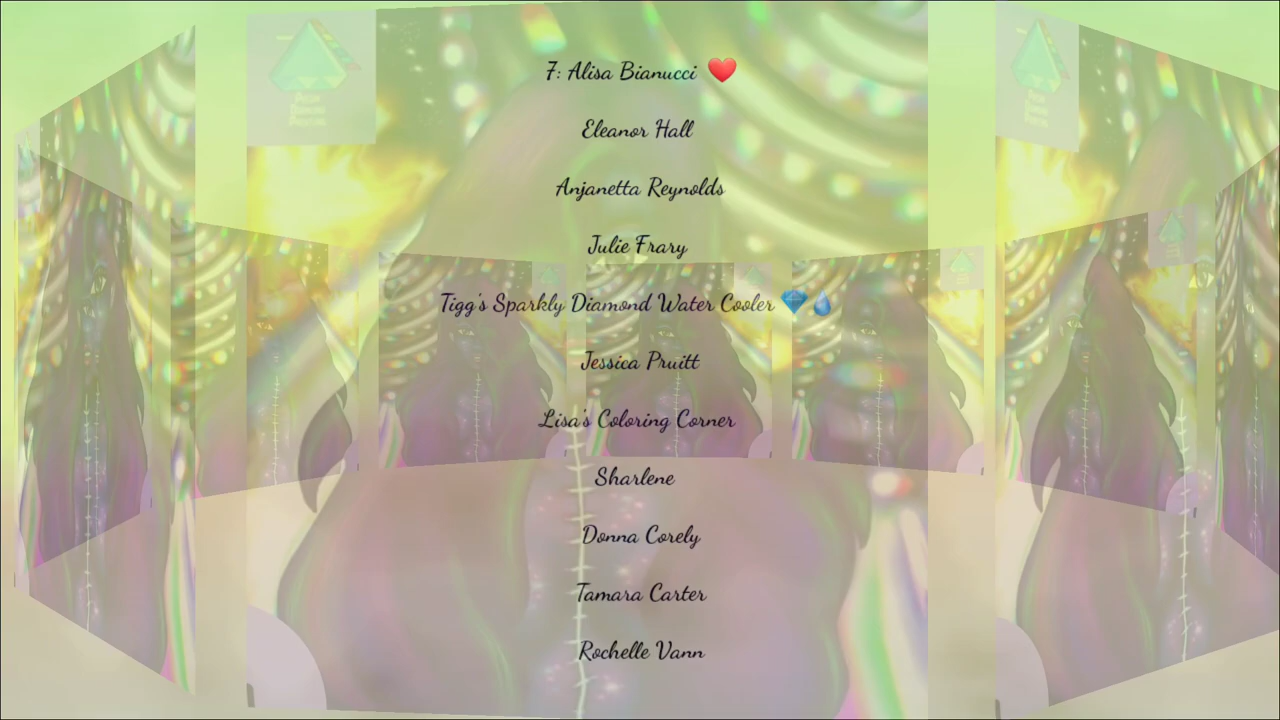 7: Alisa Bianucci ❤️
Eleanor Hall
Anjanetta Reynolds
Julie Frary
Tigg's Sparkly Diamond Water Cooler 💎💧
Jessica Pruitt
Lisa's Coloring Corner
Sharlene
Donna Corely
Tamara Carter
Rochelle Vann